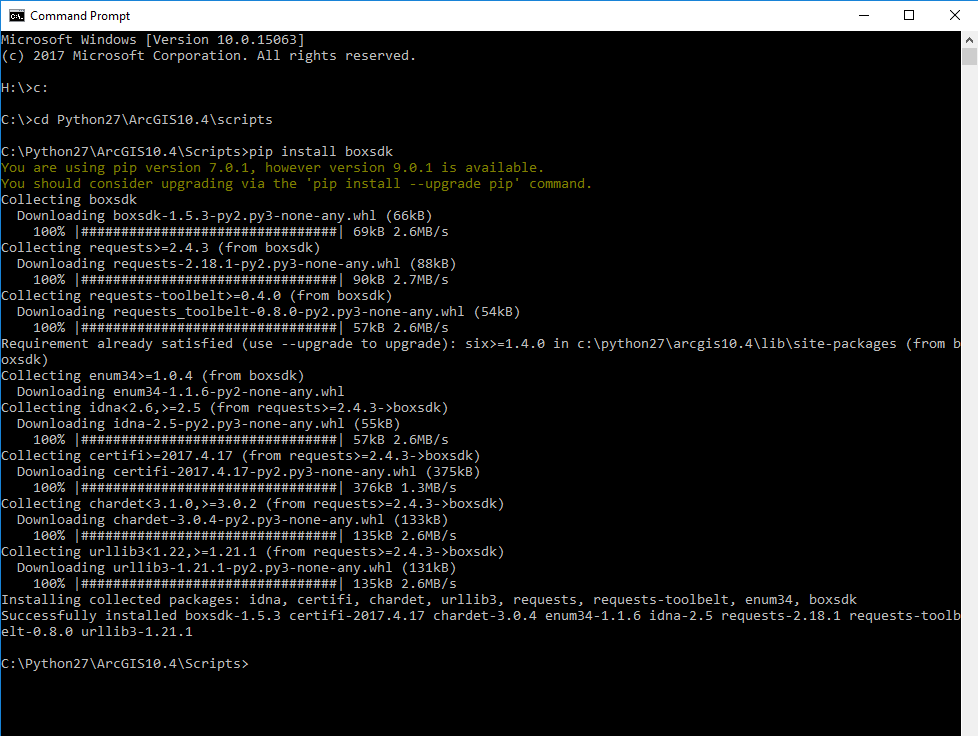 Command Prompt
Microsoft Windows [Version 10.0.15063]
(c) 2017 Microsoft Corporation. All rights reserved.
H:\>c:
C:\>cd Python27\ArcGIS10.4\scripts
C:\Python27\ArcGIS10.4\Scripts>pip install boxsdk
You are using pip version 7.0.1, however version 9.0.1 is available.
You should consider upgrading via the 'pip install --upgrade pip' command.
Collecting boxsdk
  Downloading boxsdk-1.5.3-py2.py3-none-any.whl (66kB)
    100% |################################| 69kB 2.6MB/s
Collecting requests>=2.4.3 (from boxsdk)
  Downloading requests-2.18.1-py2.py3-none-any.whl (88kB)
    100% |################################| 90kB 2.7MB/s
Collecting requests-toolbelt>=0.4.0 (from boxsdk)
  Downloading requests_toolbelt-0.8.0-py2.py3-none-any.whl (54kB)
    100% |################################| 57kB 2.6MB/s
Requirement already satisfied (use --upgrade to upgrade): six>=1.4.0 in c:\python27\arcgis10.4\lib\site-packages (from b
oxsdk)
Collecting enum34>=1.0.4 (from boxsdk)
  Downloading enum34-1.1.6-py2-none-any.whl
Collecting idna<2.6,>=2.5 (from requests>=2.4.3->boxsdk)
  Downloading idna-2.5-py2.py3-none-any.whl (55kB)
    100% |################################| 57kB 2.6MB/s
Collecting certifi>=2017.4.17 (from requests>=2.4.3->boxsdk)
  Downloading certifi-2017.4.17-py2.py3-none-any.whl (375kB)
    100% |################################| 376kB 1.3MB/s
Collecting chardet<3.1.0,>=3.0.2 (from requests>=2.4.3->boxsdk)
  Downloading chardet-3.0.4-py2.py3-none-any.whl (133kB)
    100% |################################| 135kB 2.6MB/s
Collecting urllib3<1.22,>=1.21.1 (from requests>=2.4.3->boxsdk)
  Downloading urllib3-1.21.1-py2.py3-none-any.whl (131kB)
    100% |################################| 135kB 2.6MB/s
Installing collected packages: idna, certifi, chardet, urllib3, requests, requests-toolbelt, enum34, boxsdk
Successfully installed boxsdk-1.5.3 certifi-2017.4.17 chardet-3.0.4 enum34-1.1.6 idna-2.5 requests-2.18.1 requests-toolb
elt-0.8.0 urllib3-1.21.1
C:\Python27\ArcGIS10.4\Scripts>